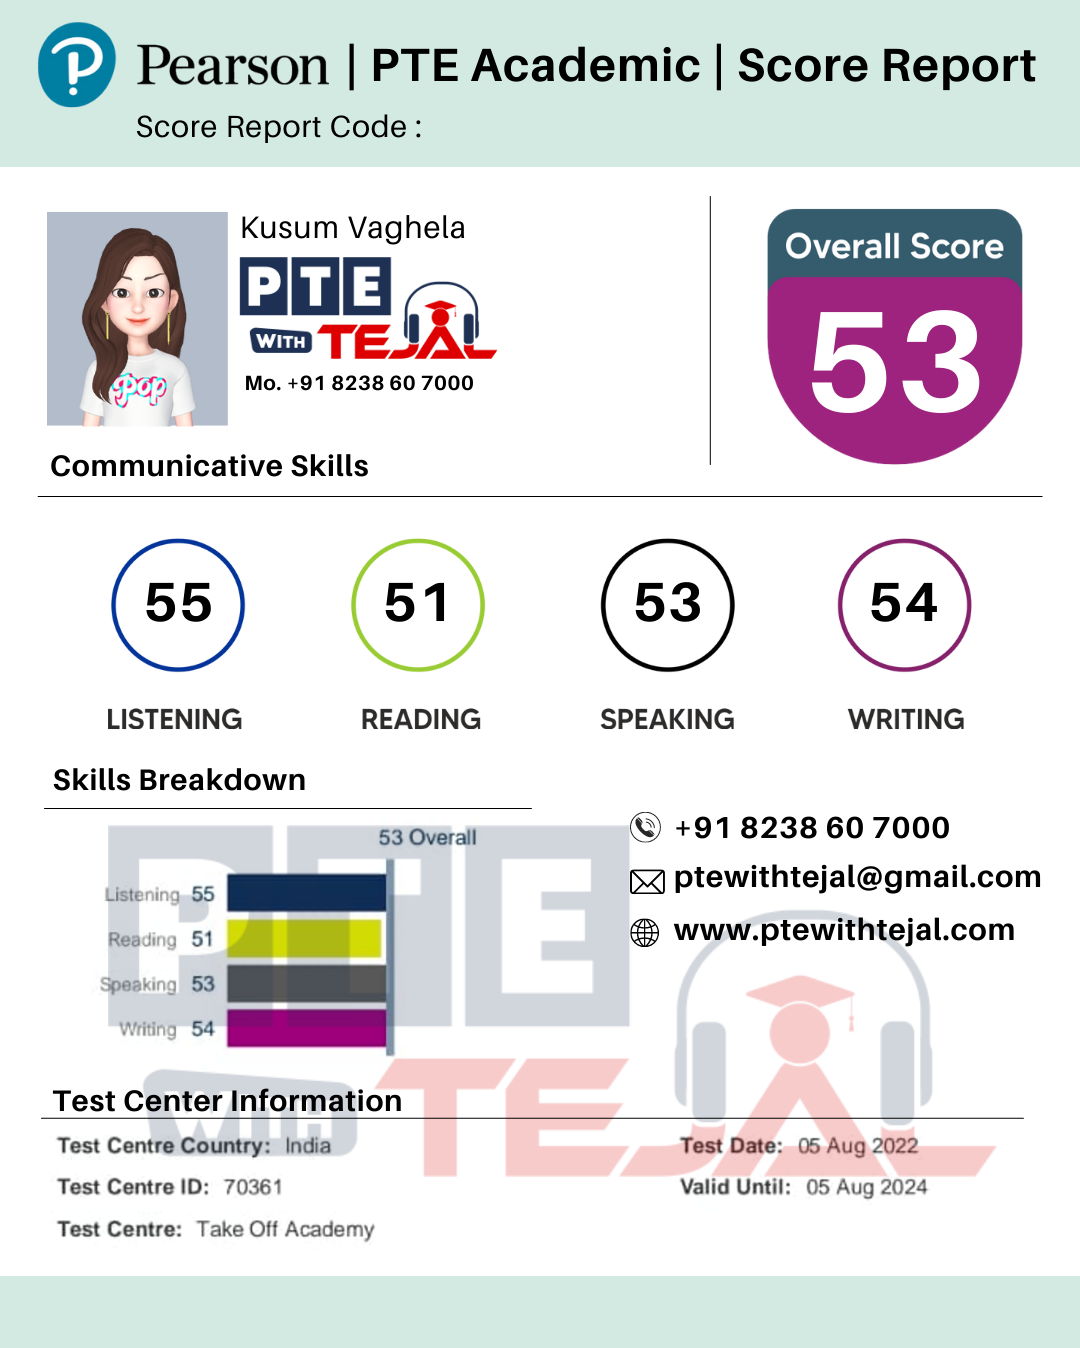 Pearson | PTE Academic | Score Report
Score Report Code :
Kusum Vaghela
PTE
WITH TEJAL
Mo. +91 8238 60 7000
Pop
Overall Score
53
Communicative Skills
55 51 53 54
LISTENING READING SPEAKING WRITING
Skills Breakdown
53 Overall
Listening 55
Reading 51
Speaking 53
Writing 54
+91 8238 60 7000
ptewithtejal@gmail.com
www.ptewithtejal.com
PTE
WITH TEJAL
Test Center Information
Test Centre Country: India
Test Centre ID: 70361
Test Centre: Take Off Academy
Test Date: 05 Aug 2022
Valid Until: 05 Aug 2024